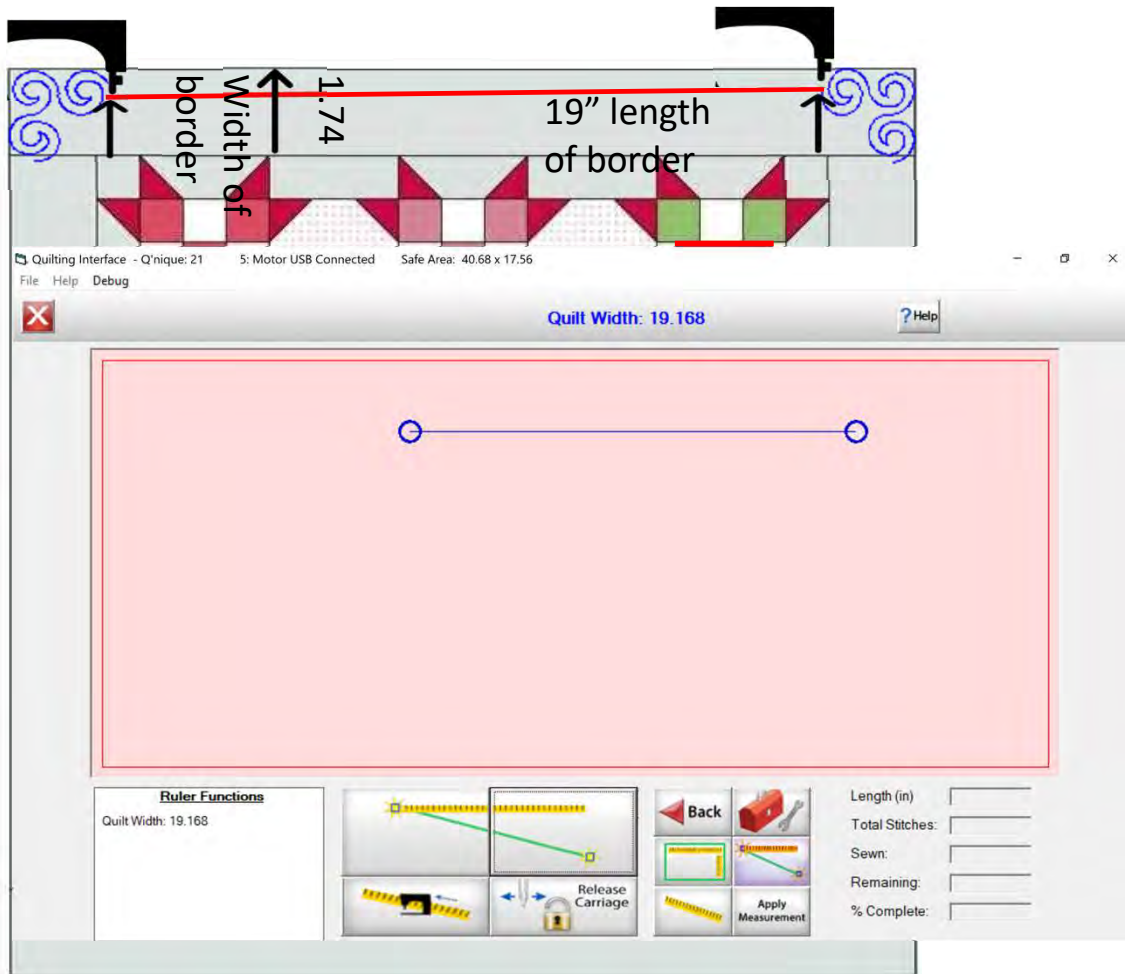 Width of
border
1.74
19” length
of border
Quilting Interface - Q'nique: 21 5: Motor USB Connected Safe Area: 40.68 x 17.56
File Help Debug
Quilt Width: 19.168
? Help
Ruler Functions
Quilt Width: 19.168
Release
Carriage
Back
Apply
Measurement
Length (in)
Total Stitches:
Sewn:
Remaining:
% Complete: